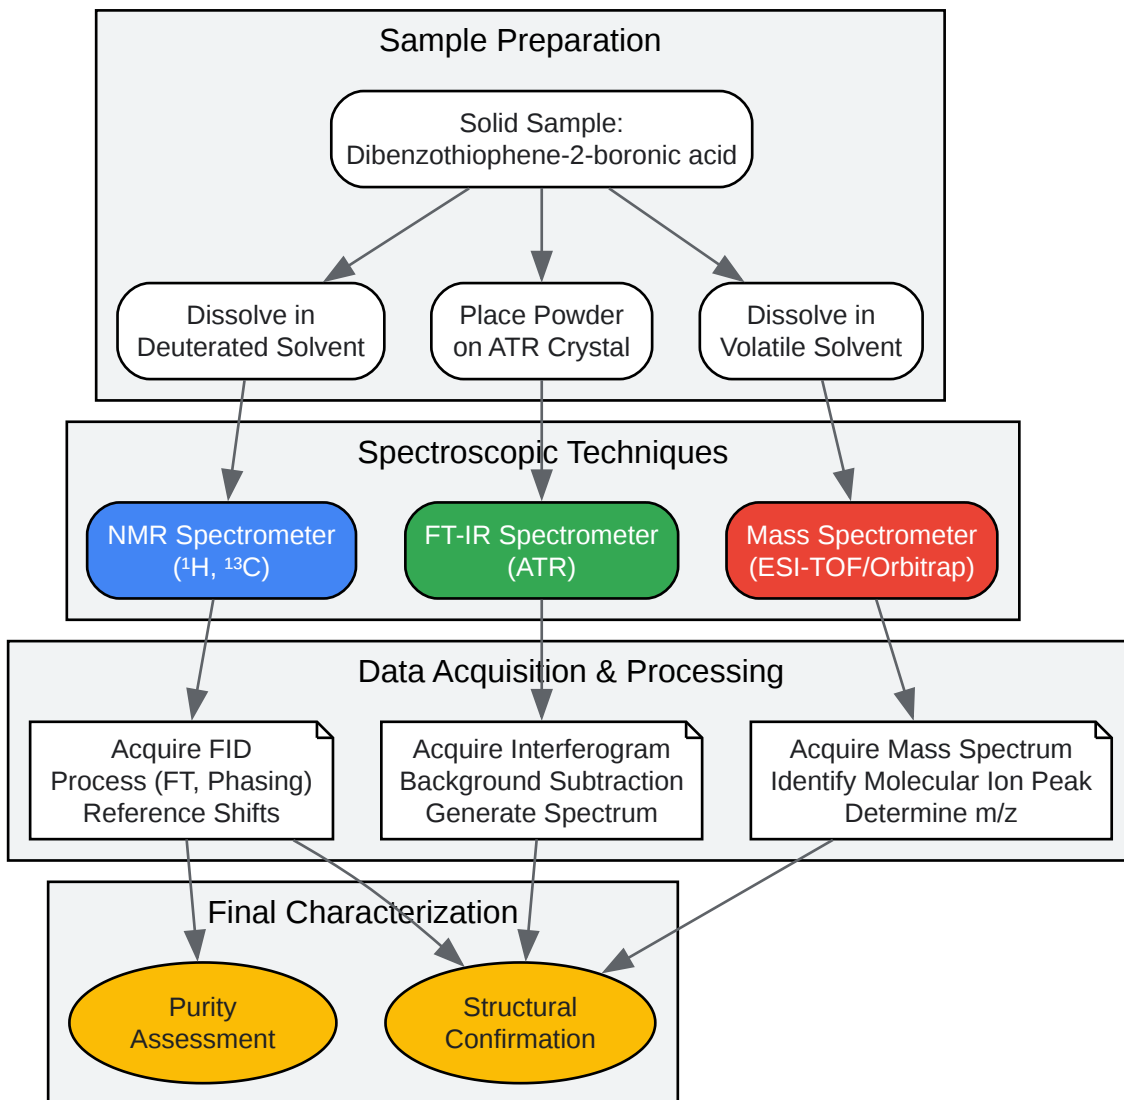 Sample Preparation
Solid Sample:
Dibenzothiophene-2-boronic acid
Dissolve in
Deuterated Solvent
Place Powder
on ATR Crystal
Dissolve in
Volatile Solvent
Spectroscopic Techniques
NMR Spectrometer
(¹H, ¹³C)
FT-IR Spectrometer
(ATR)
Mass Spectrometer
(ESI-TOF/Orbitrap)
Data Acquisition & Processing
Acquire FID
Process (FT, Phasing)
Reference Shifts
Acquire Interferogram
Background Subtraction
Generate Spectrum
Acquire Mass Spectrum
Identify Molecular Ion Peak
Determine m/z
Final Characterization
Purity
Assessment
Structural
Confirmation